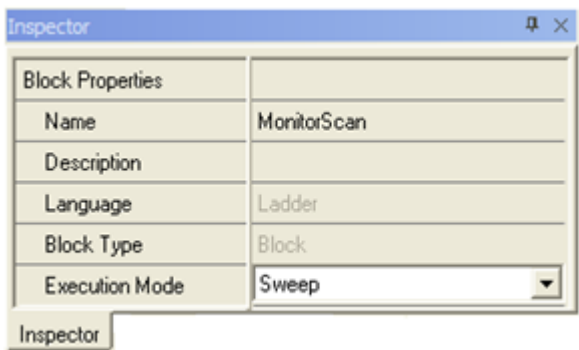 Inspector
Block Properties
Name MonitorScan
Description
Language Ladder
Block Type Block
Execution Mode Sweep
Inspector